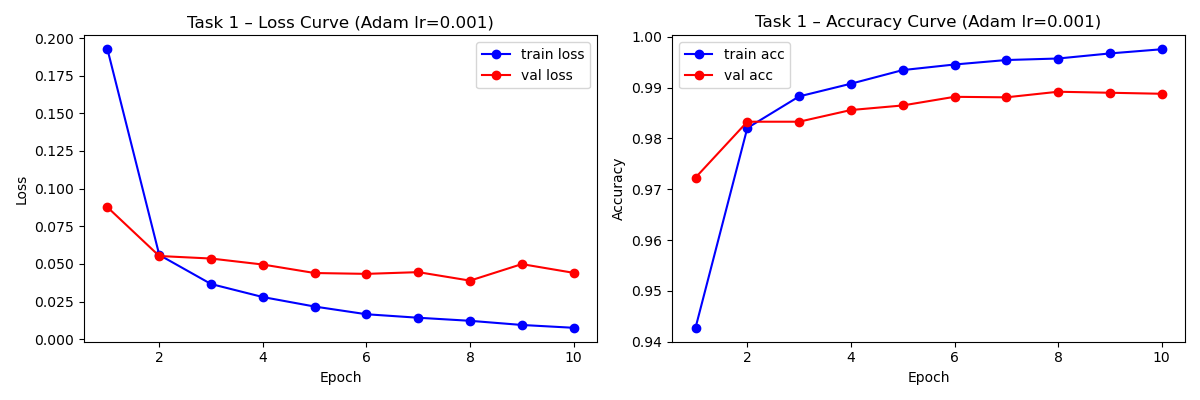 Task 1 – Loss Curve (Adam lr=0.001)
0.200
0.175
0.150
0.125
0.100
0.075
0.050
0.025
0.000
Loss
train loss
val loss
2 4 6 8 10
Epoch
Task 1 – Accuracy Curve (Adam lr=0.001)
1.00
0.99
0.98
0.97
0.96
0.95
0.94
Accuracy
train acc
val acc
2 4 6 8 10
Epoch